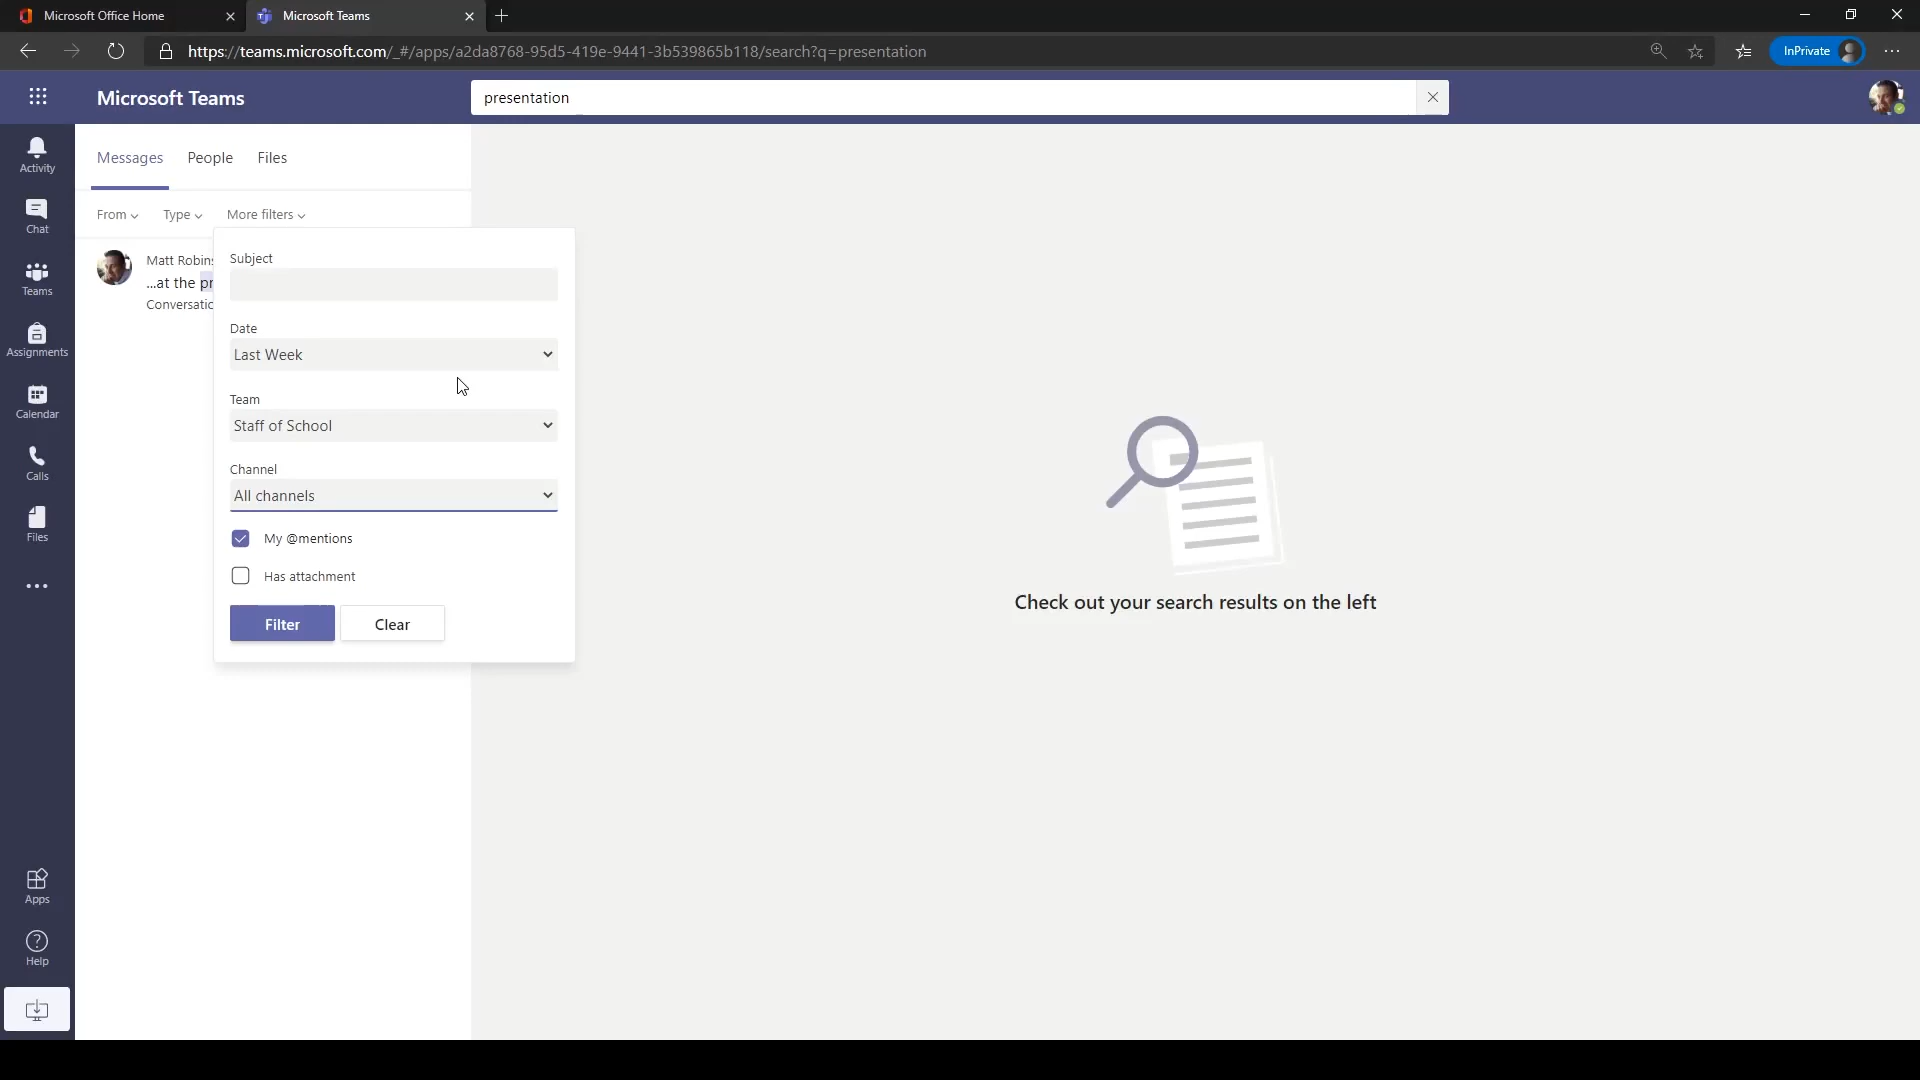 Microsoft Office Home
Microsoft Teams
https://teams.microsoft.com/_#/apps/a2da8768-95d5-419e-9441-3b539865b118/search?q=presentation
InPrivate
Microsoft Teams
presentation
Activity
Chat
Teams
Assignments
Calendar
Calls
Files
Apps
Help
Messages
People
Files
From
Type
More filters
Matt Robins
...at the pr
Conversatio
Subject
Date
Last Week
Team
Staff of School
Channel
All channels
My @mentions
Has attachment
Filter
Clear
Check out your search results on the left